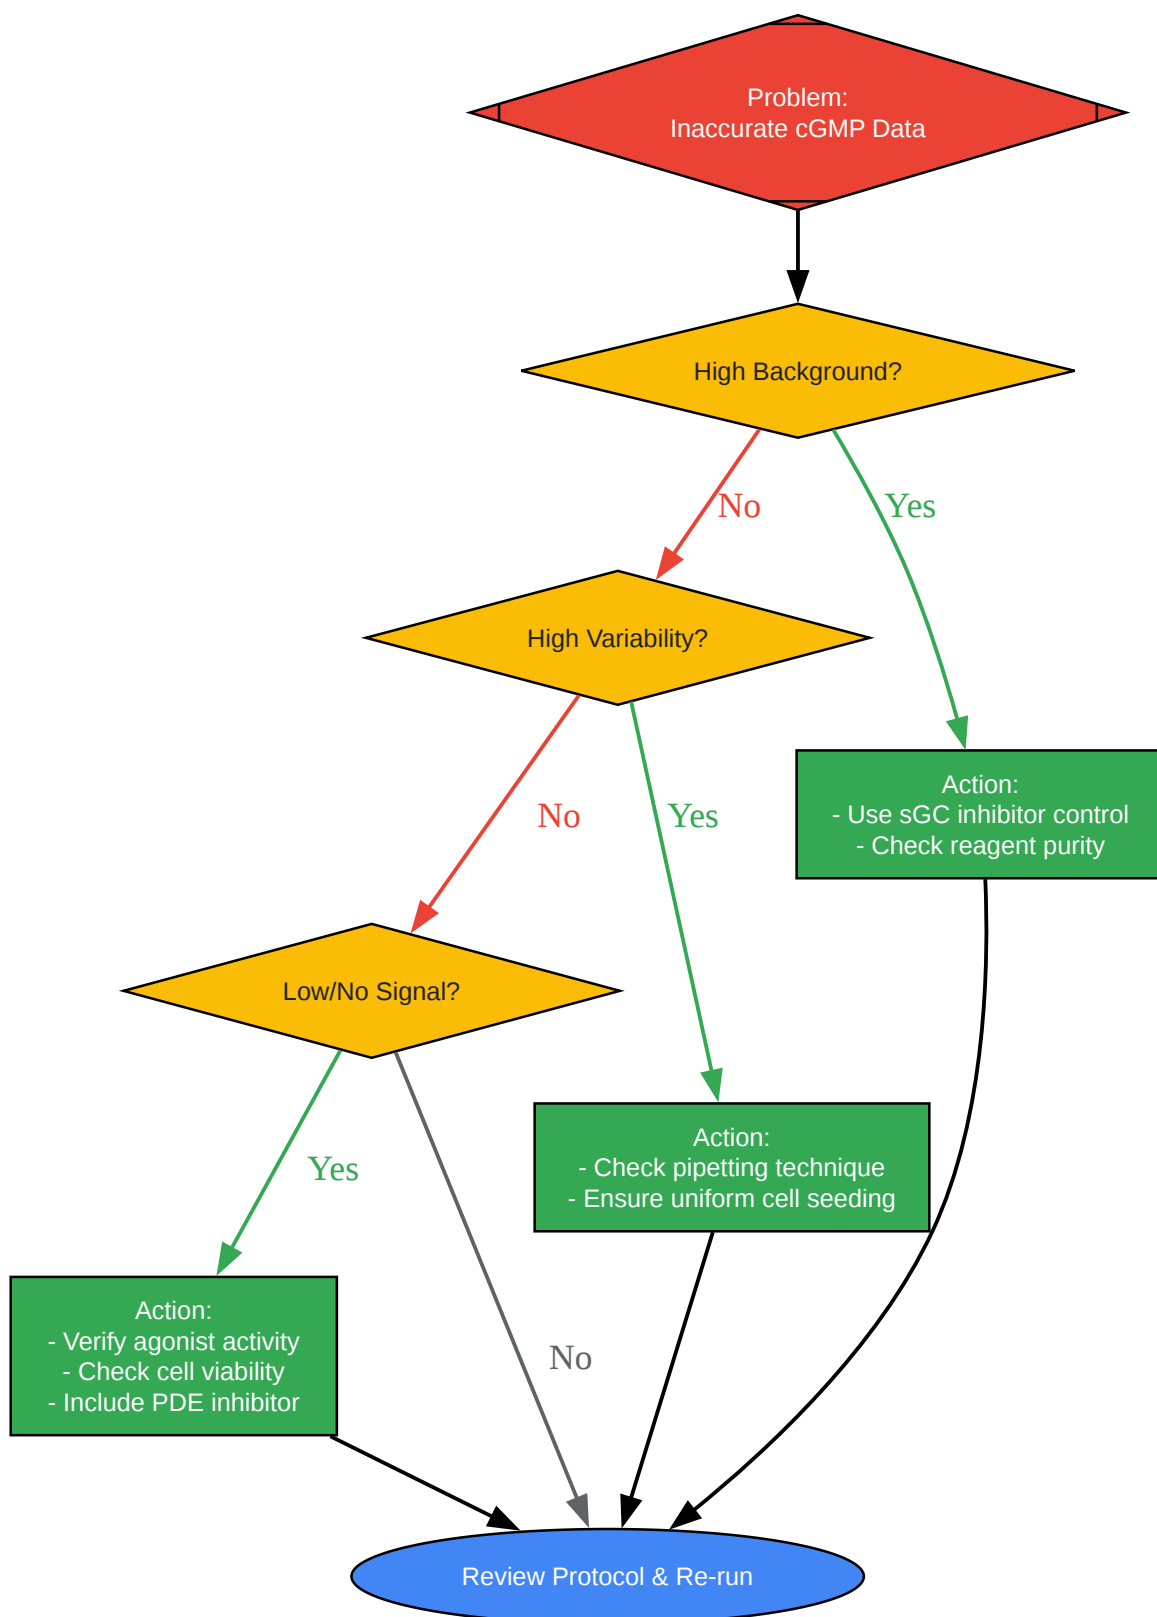 Problem:
Inaccurate cGMP Data
High Background?
No
Yes
High Variability?
Action:
- Use sGC inhibitor control
- Check reagent purity
No
Yes
Low/No Signal?
Action:
- Check pipetting technique
- Ensure uniform cell seeding
Yes
Action:
- Verify agonist activity
- Check cell viability
- Include PDE inhibitor
No
Review Protocol & Re-run